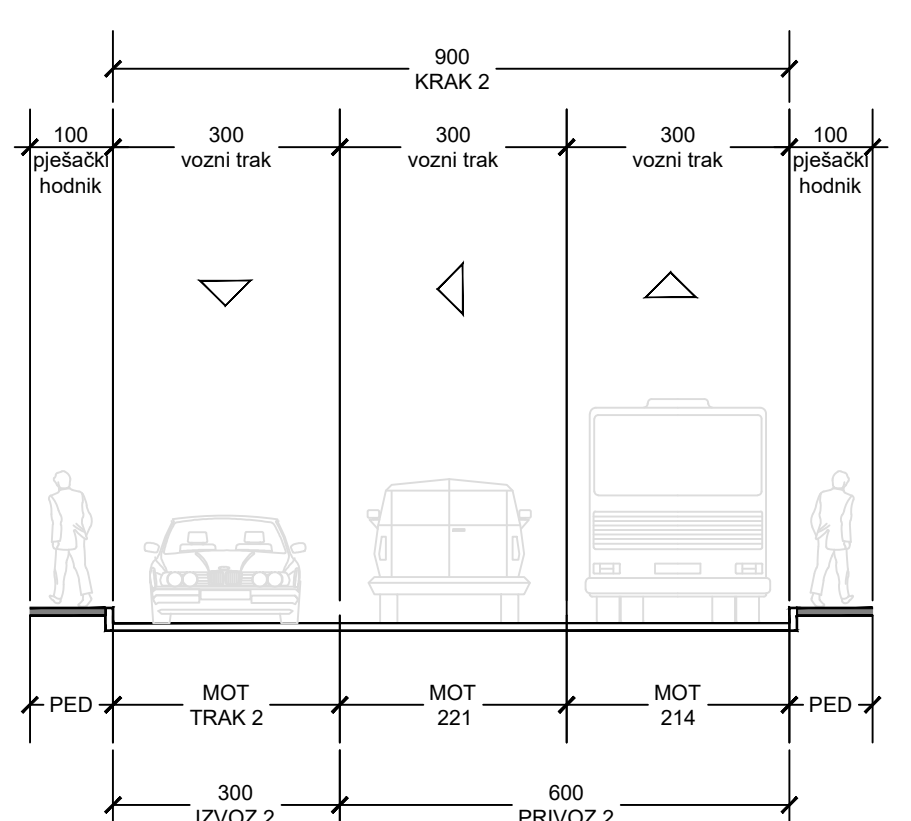 900
KRAK 2
100 300 300 300 100
pješački vozni trak vozni trak vozni trak pješački
hodnik hodnik
PED MOT MOT MOT PED
TRAK 2 221 214
300 600
IZVOZ 2 PRIVOZ 2